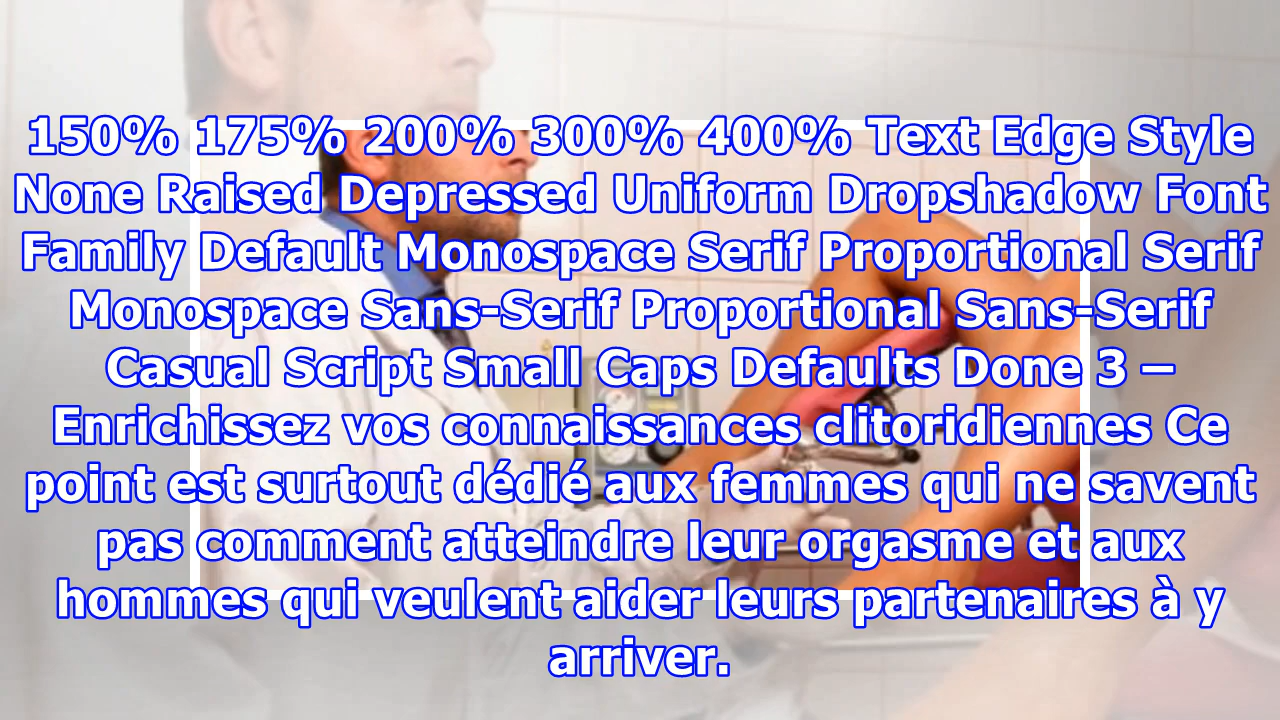 150% 175% 200% 300% 400% Text Edge Style
None Raised Depressed Uniform Dropshadow Font
Family Default Monospace Serif Proportional Serif
Monospace Sans-Serif Proportional Sans-Serif
Casual Script Small Caps Defaults Done 3 –
Enrichissez vos connaissances clitoridiennes Ce
point est surtout dédié aux femmes qui ne savent
pas comment atteindre leur orgasme et aux
hommes qui veulent aider leurs partenaires à y
arriver.